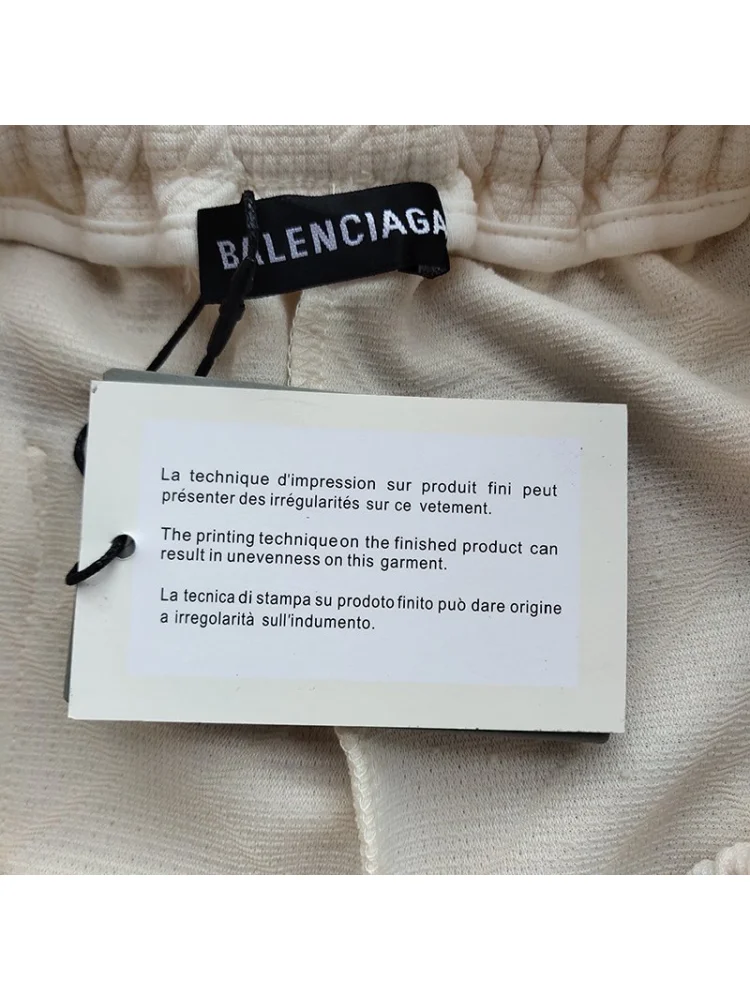 BALENCIAGA
La technique d'impression sur produit fini peut
présenter des irrégularités sur ce vetement.
The printing techniqueon the finished product can
result in unevenness on this garment.
La tecnica di stampa su prodoto finito può dare origine
a irregolarità sull'indumento.